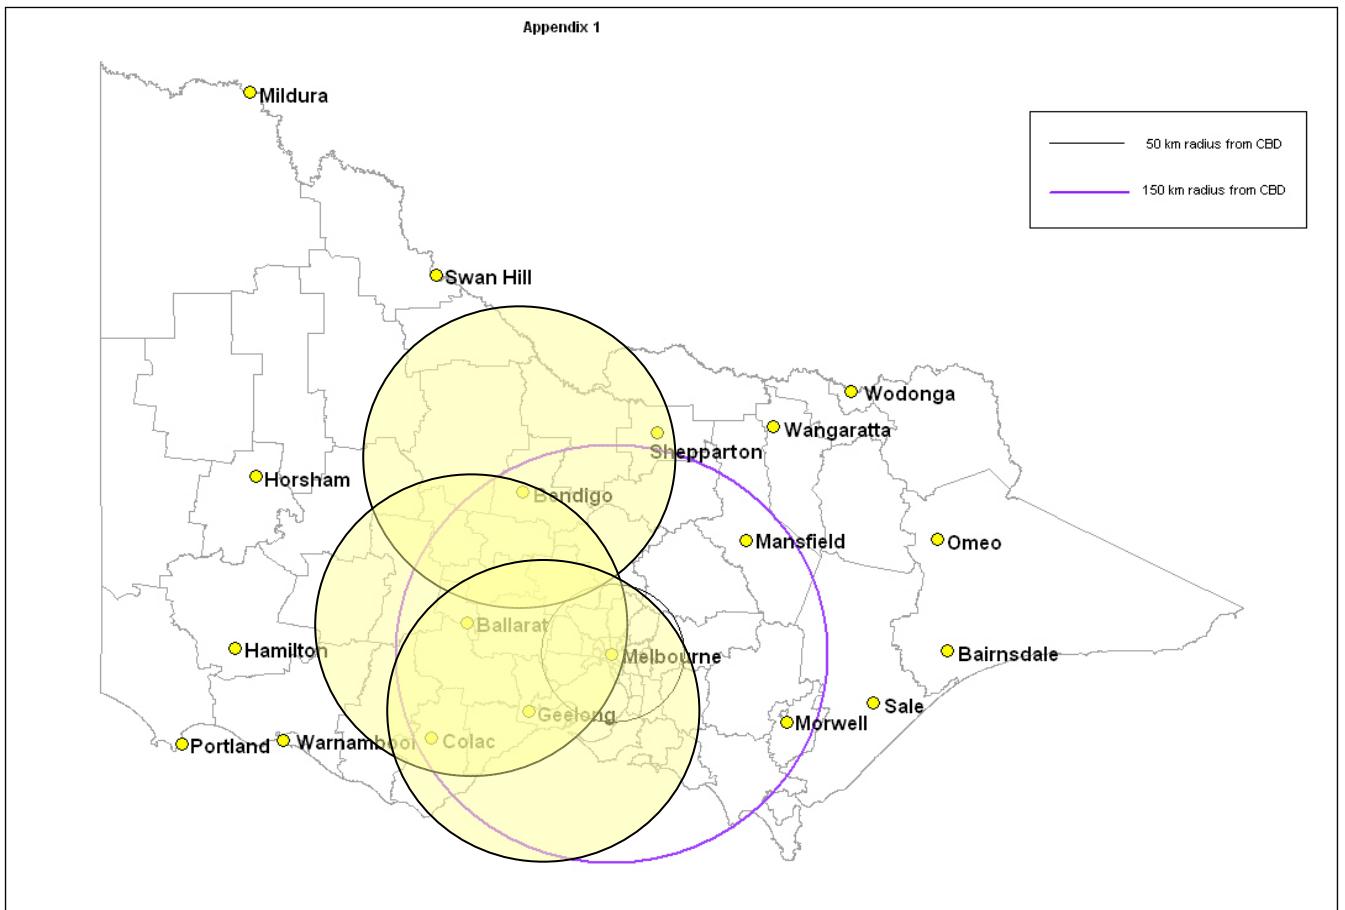 Appendix 1
Mildura
50 km radius from CBD
150 km radius from CBD
Swan Hill
Wodonga
Wangaratta
Shepparton
Horsham
Bendigo
Mansfield
Omeo
Ballarat
Hamilton
Melbourne
Bairnsdale
Sale
Geelong
Morwell
Portland
Warnambool
Colac